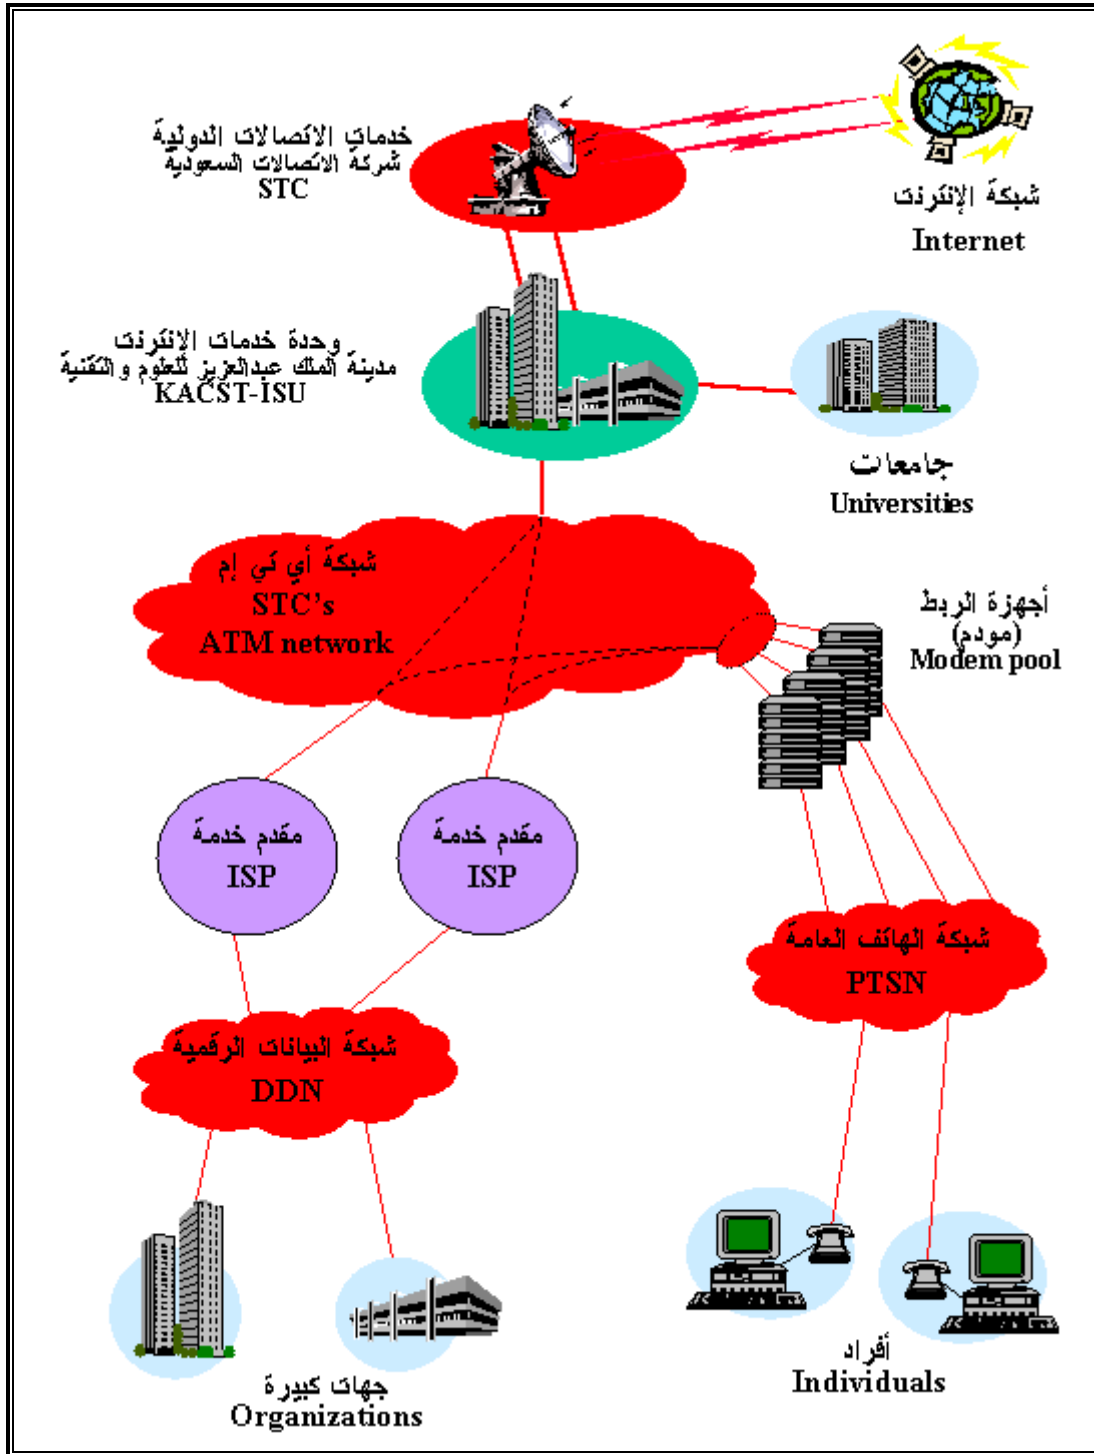 خدمات الاتصالات الدولية
شركة الاتصالات السعودية
STC
شبكة الإنترنت
Internet
وحدة خدمات الإنترنت
مدينة الملك عبدالعزيز للعلوم والتقنية
KACST-ISU
جامعات
Universities
شبكة أي تي إم
STC's
ATM network
أجهزة الربط
(مودم)
Modem pool
مقدم خدمة
ISP
مقدم خدمة
ISP
شبكة الهاتف العامة
PTSN
شبكة البيانات الرقمية
DDN
أفراد
Individuals
جهات كبيرة
Organizations